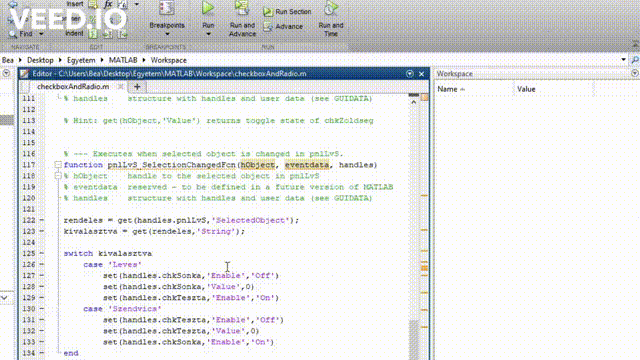 VEED.IO
Insert
Run Section
Find
Indent
Breakpoints
Run
Run and
Advance
Advance
Run and
Time
NAVIGATE
EDIT
BREAKPOINTS
RUN
Bea ▸ Desktop ▸ Egyetem ▸ MATLAB ▸ Workspace
Editor - C:\Users\Bea\Desktop\Egyetem\MATLAB\Workspace\checkboxAndRadio.m
Workspace
checkboxAndRadio.m
Name
Value
111 % handles    structure with handles and user data (see GUIDATA)
112
113 % Hint: get(hObject,'Value') returns toggle state of chkZoldseg
114
115
116 % --- Executes when selected object is changed in pnlLvS.
117 function pnlLvS_SelectionChangedFcn(hObject, eventdata, handles)
118 % hObject    handle to the selected object in pnlLvS
119 % eventdata  reserved - to be defined in a future version of MATLAB
120 % handles    structure with handles and user data (see GUIDATA)
121
122 rendeles = get(handles.pnlLvS,'SelectedObject');
123 kivalasztva = get(rendeles,'String');
124
125 switch kivalasztva
126 case 'Leves'
127 set(handles.chkSonka,'Enable','Off')
128 set(handles.chkSonka,'Value',0)
129 set(handles.chkTeszta,'Enable','On')
130 case 'Szendvics'
131 set(handles.chkTeszta,'Enable','Off')
132 set(handles.chkTeszta,'Value',0)
133 set(handles.chkSonka,'Enable','On')
134 end